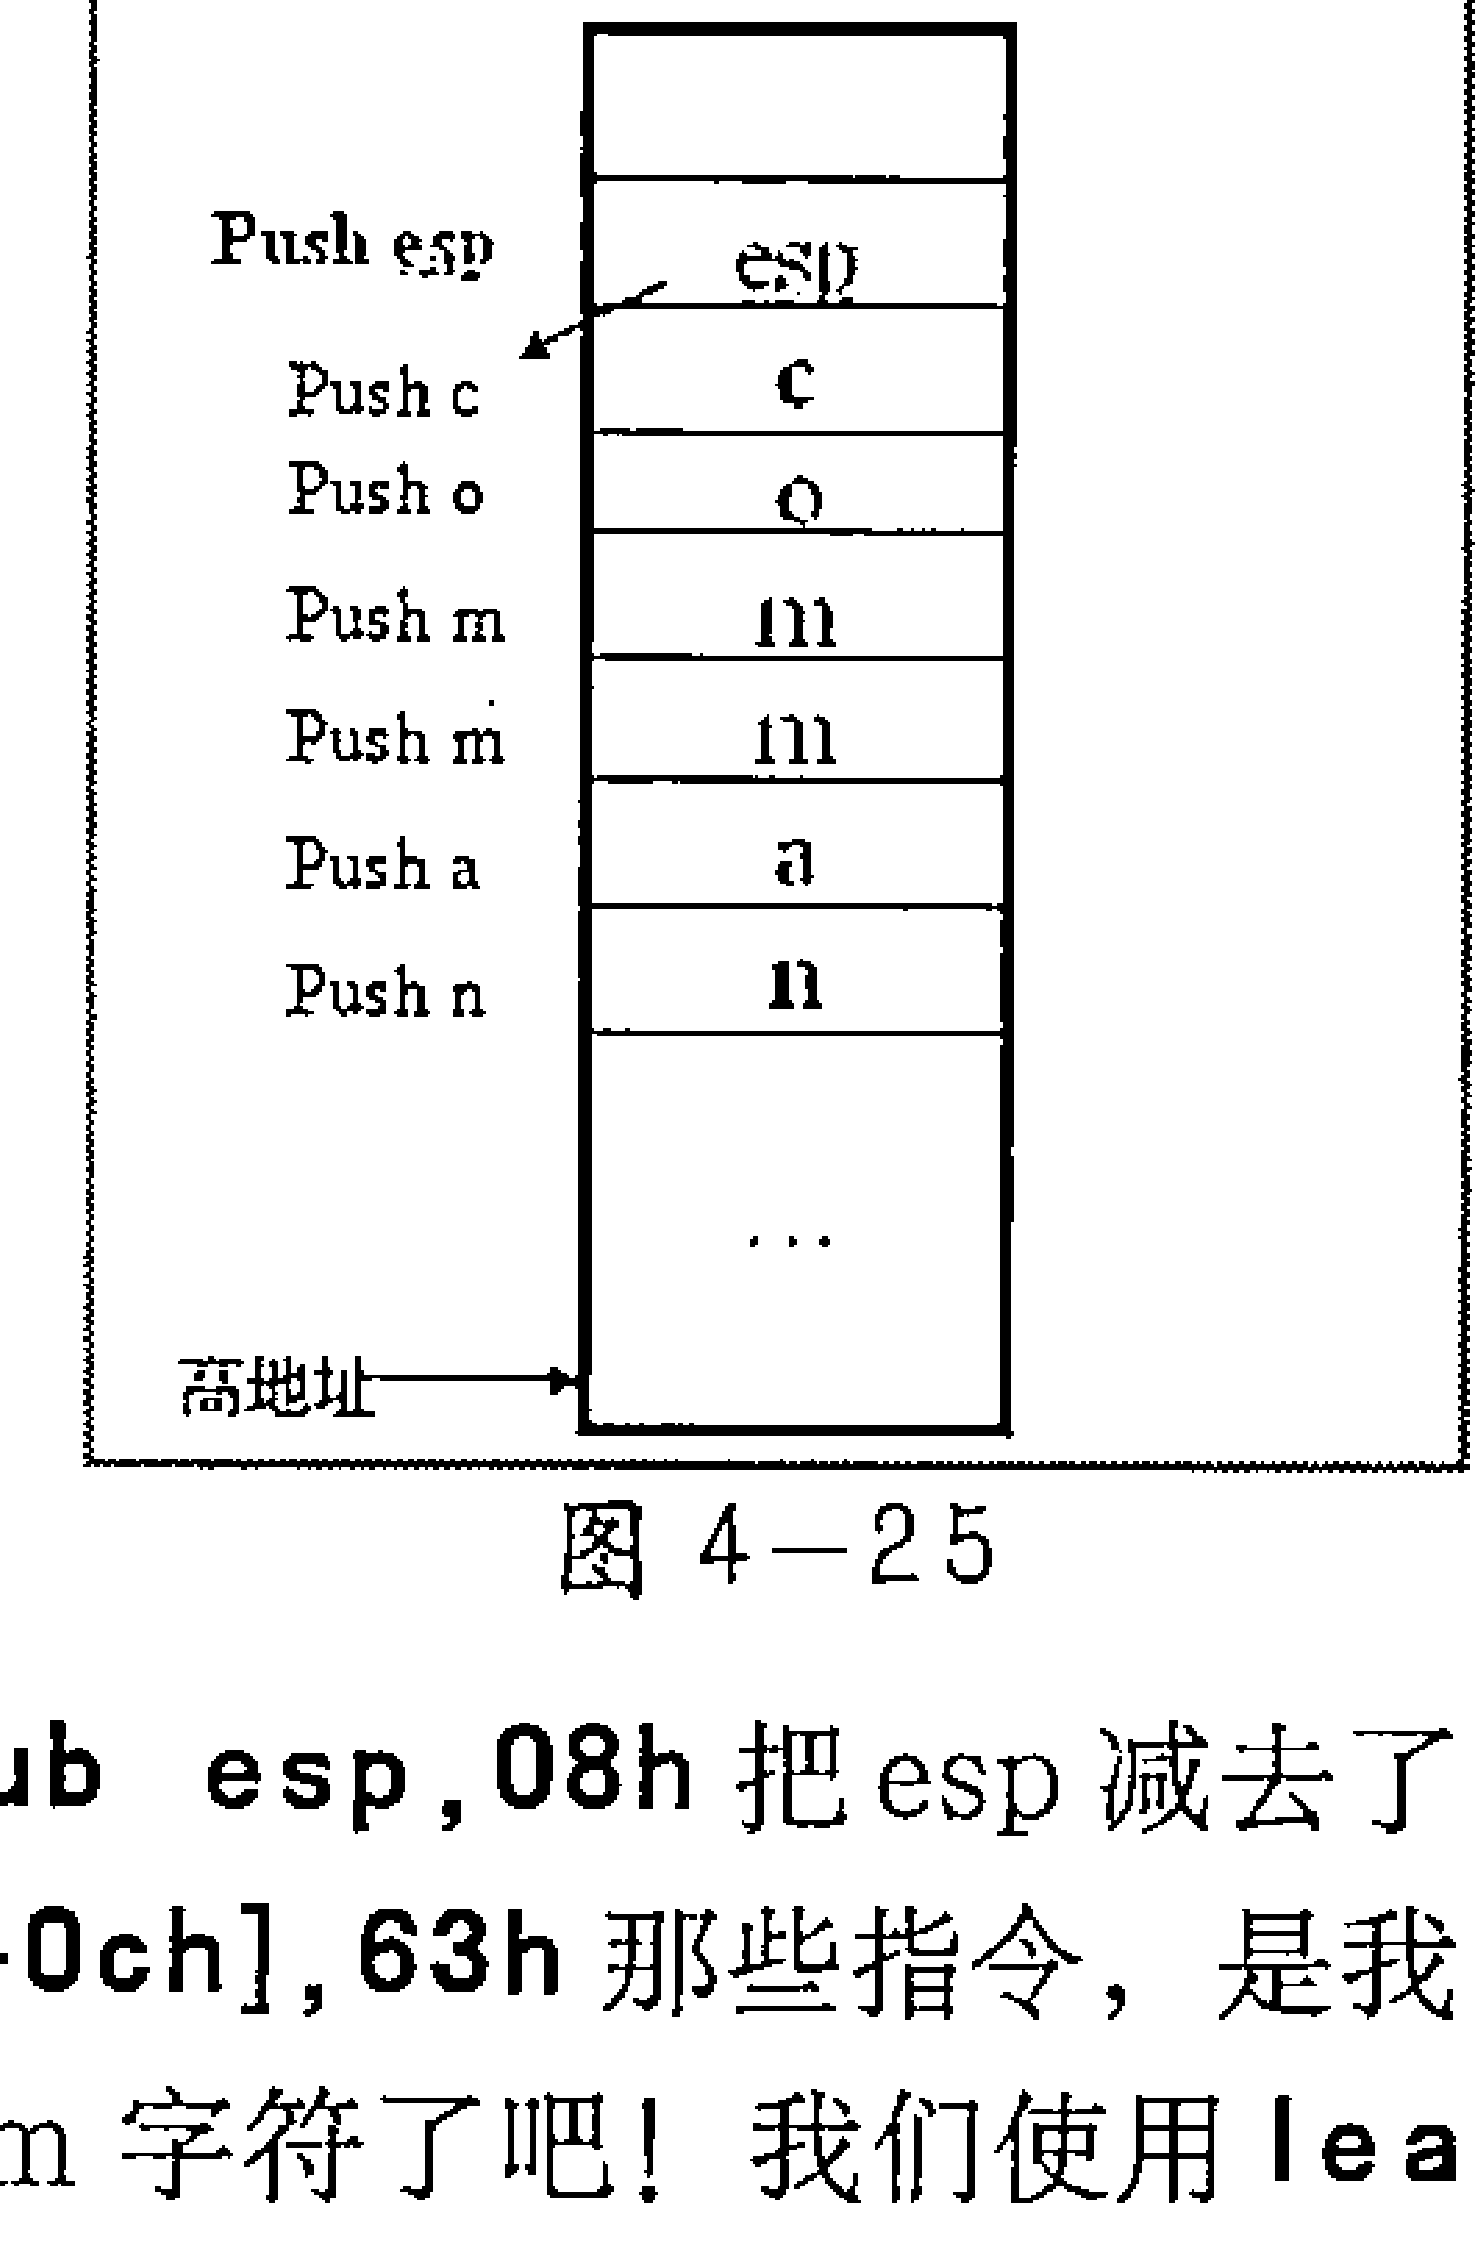 Push esp esp
Push c c
Push o o
Push m m
Push m m
Push a a
Push n n
...
高地址
图 4-25
ub esp,08h 把 esp 减去了
0ch],63h 那些指令，是我
m 字符了吧！我们使用 lea